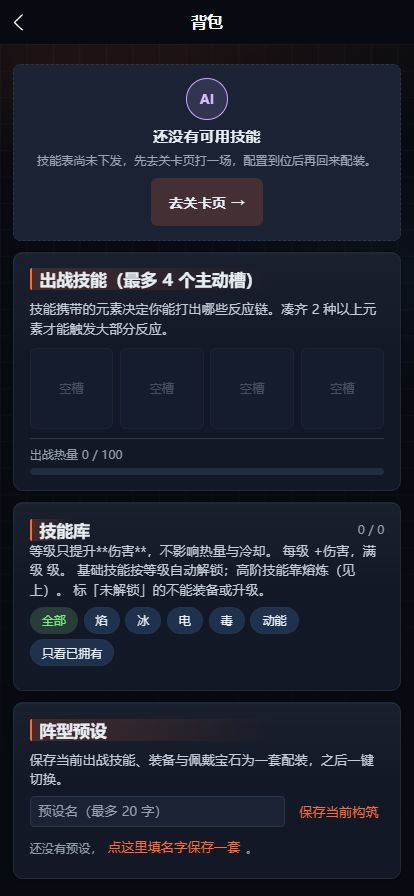 背包
AI
还没有可用技能
技能表尚未下发，先去关卡页打一场，配置到位后再回来配装。
去关卡页 →
出战技能（最多 4 个主动槽）
技能携带的元素决定你能打出哪些反应链。凑齐 2 种以上元
素才能触发大部分反应。
空槽 空槽 空槽 空槽
出战热量 0 / 100
技能库 0 / 0
等级只提升**伤害**，不影响热量与冷却。 每级 +伤害，满
级 级。 基础技能按等级自动解锁；高阶技能靠熔炼（见
上）。 标「未解锁」的不能装备或升级。
全部 焰 冰 电 毒 动能
只看已拥有
阵型预设
保存当前出战技能、装备与佩戴宝石为一套配装，之后一键
切换。
预设名（最多 20 字） 保存当前构筑
还没有预设， 点这里填名字保存一套 。